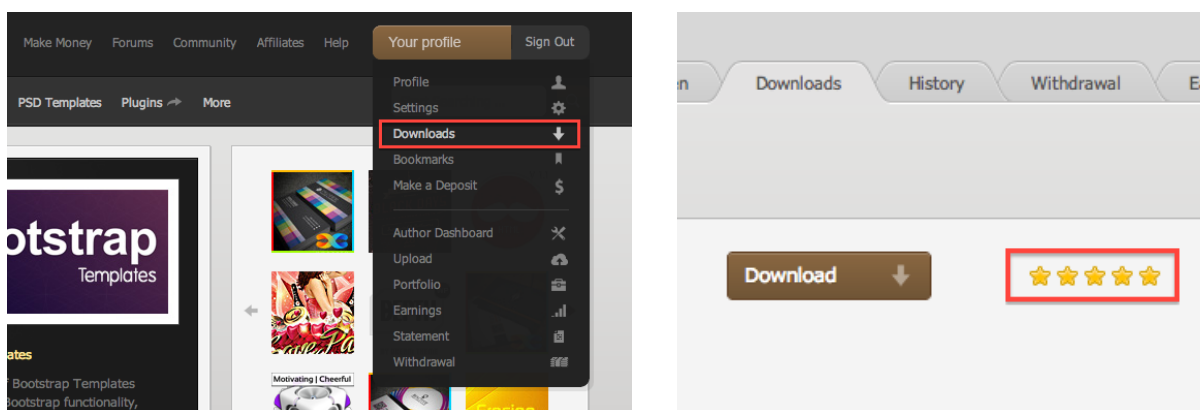 Make Money Forums Community Affiliates Help Your profile Sign Out
PSD Templates Plugins More
Profile
Settings
Downloads
Bookmarks
Make a Deposit
Author Dashboard
Upload
Portfolio
Earnings
Statement
Withdrawal
otstrap
Templates
ates
Bootstrap Templates
Bootstrap functionality,
Motivating | Cheerful
en Downloads History Withdrawal Ea
Download